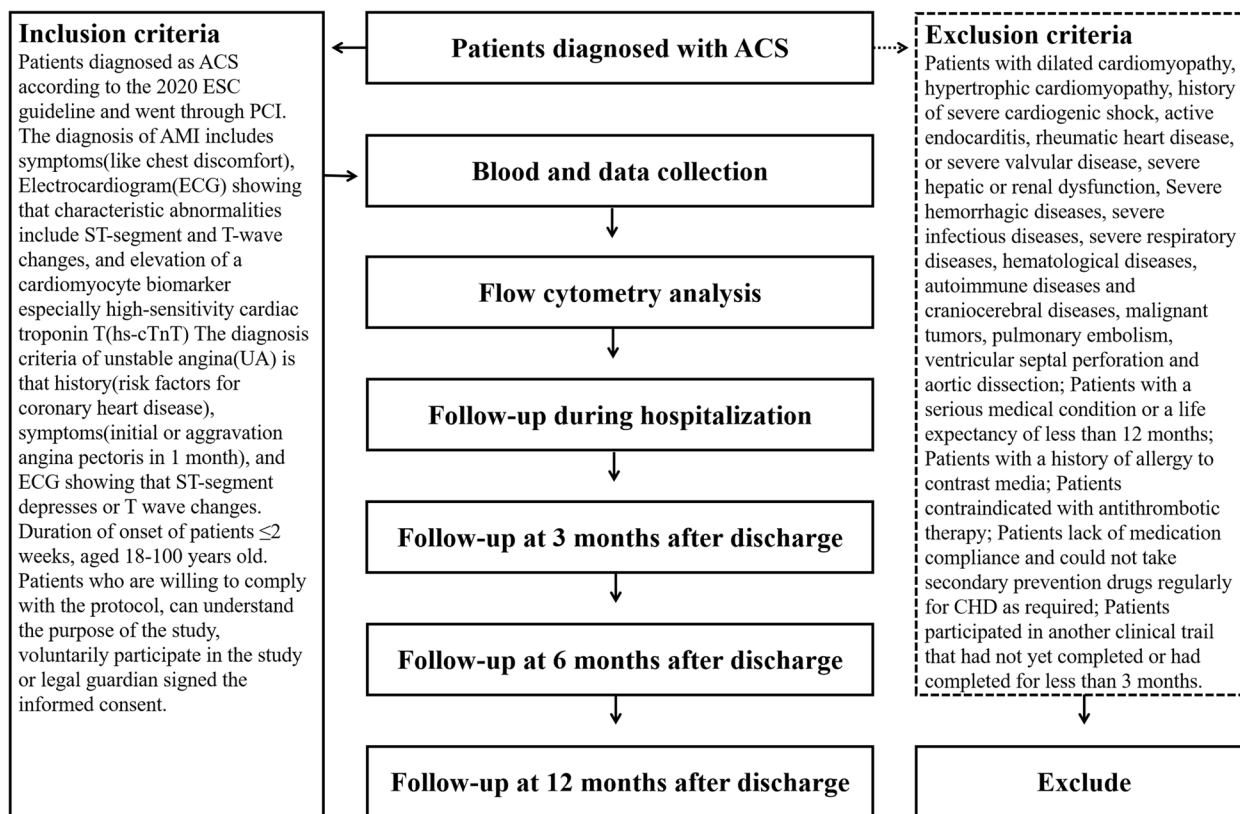 Inclusion criteria
Patients diagnosed as ACS
according to the 2020 ESC
guideline and went through PCI.
The diagnosis of AMI includes
symptoms(like chest discomfort),
Electrocardiogram(ECG) showing
that characteristic abnormalities
include ST-segment and T-wave
changes, and elevation of a
cardiomyocyte biomarker
especially high-sensitivity cardiac
troponin T(hs-cTnT) The diagnosis
criteria of unstable angina(UA) is
that history(risk factors for
coronary heart disease),
symptoms(initial or aggravation
angina pectoris in 1 month), and
ECG showing that ST-segment
depresses or T wave changes.
Duration of onset of patients ≤2
weeks, aged 18-100 years old.
Patients who are willing to comply
with the protocol, can understand
the purpose of the study,
voluntarily participate in the study
or legal guardian signed the
informed consent.
Patients diagnosed with ACS
Blood and data collection
Flow cytometry analysis
Follow-up during hospitalization
Follow-up at 3 months after discharge
Follow-up at 6 months after discharge
Follow-up at 12 months after discharge
Exclusion criteria
Patients with dilated cardiomyopathy,
hypertrophic cardiomyopathy, history
of severe cardiogenic shock, active
endocarditis, rheumatic heart disease,
or severe valvular disease, severe
hepatic or renal dysfunction, Severe
hemorrhagic diseases, severe
infectious diseases, severe respiratory
diseases, hematological diseases,
autoimmune diseases and
craniocerebral diseases, malignant
tumors, pulmonary embolism,
ventricular septal perforation and
aortic dissection; Patients with a
serious medical condition or a life
expectancy of less than 12 months;
Patients with a history of allergy to
contrast media; Patients
contraindicated with antithrombotic
therapy; Patients lack of medication
compliance and could not take
secondary prevention drugs regularly
for CHD as required; Patients
participated in another clinical trail
that had not yet completed or had
completed for less than 3 months.
Exclude